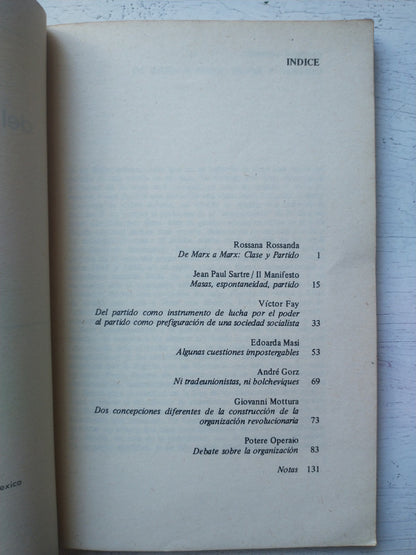 INDICE
Rossana Rossanda
De Marx a Marx: Clase y Partido 1
Jean Paul Sartre/Il Manifesto
Masas, espontaneidad, partido 15
Víctor Fay
Del partido como instrumento de lucha por el poder
al partido como prefiguración de una sociedad socialista 33
Edoarda Masi
Algunas cuestiones impostergables 53
André Gorz
Ni tradeunionistas, ni bolcheviques 69
Giovanni Mottura
Dos concepciones diferentes de la construcción de la
organización revolucionaria 73
Potere Operaio
Debate sobre la organización 83
Notas 131
del
exico